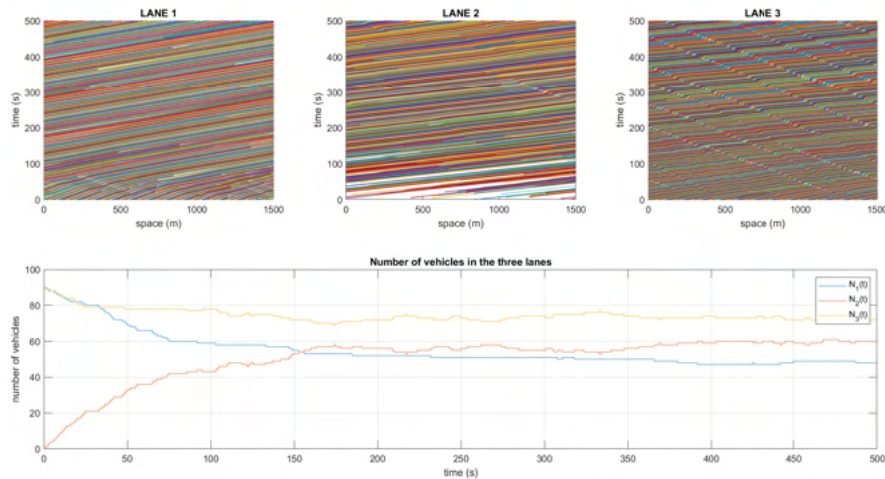 LANE 1
LANE 2
LANE 3
500
400
300
200
100
0
time (s)
0 500 1000 1500
space (m)
500
400
300
200
100
0
time (s)
0 500 1000 1500
space (m)
500
400
300
200
100
0
time (s)
0 500 1000 1500
space (m)
Number of vehicles in the three lanes
100
80
60
40
20
0
number of vehicles
N1(t)
N2(t)
N3(t)
0 50 100 150 200 250 300 350 400 450 500
time (s)